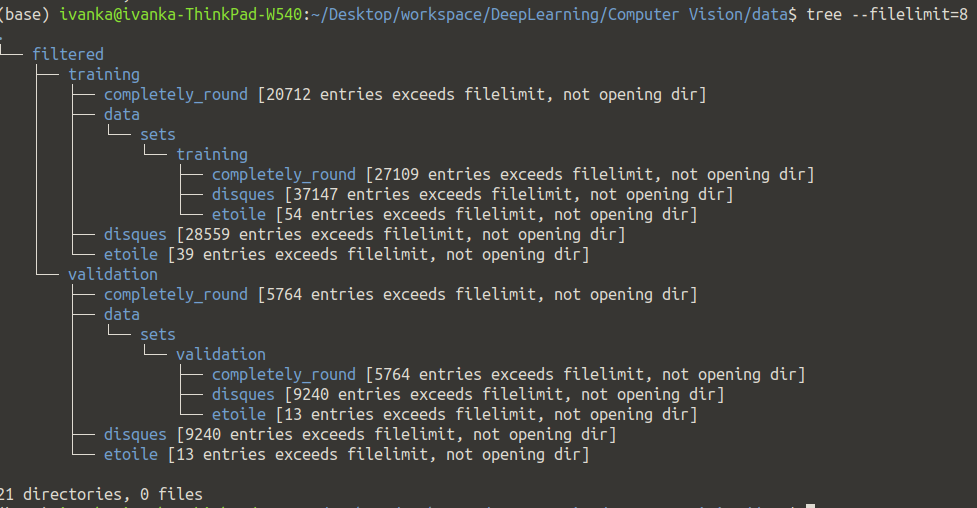 (base) ivanka@ivanka-ThinkPad-W540:~/Desktop/workspace/DeepLearning/Computer Vision/data$ tree --filelimit=8
.
└── filtered
    ├── training
    │   ├── completely_round [20712 entries exceeds filelimit, not opening dir]
    │   ├── data
    │   │   └── sets
    │   │       └── training
    │   │           ├── completely_round [27109 entries exceeds filelimit, not opening dir]
    │   │           ├── disques [37147 entries exceeds filelimit, not opening dir]
    │   │           └── etoile [54 entries exceeds filelimit, not opening dir]
    │   ├── disques [28559 entries exceeds filelimit, not opening dir]
    │   └── etoile [39 entries exceeds filelimit, not opening dir]
    └── validation
        ├── completely_round [5764 entries exceeds filelimit, not opening dir]
        ├── data
        │   └── sets
        │       └── validation
        │           ├── completely_round [5764 entries exceeds filelimit, not opening dir]
        │           ├── disques [9240 entries exceeds filelimit, not opening dir]
        │           └── etoile [13 entries exceeds filelimit, not opening dir]
        ├── disques [9240 entries exceeds filelimit, not opening dir]
        └── etoile [13 entries exceeds filelimit, not opening dir]

21 directories, 0 files